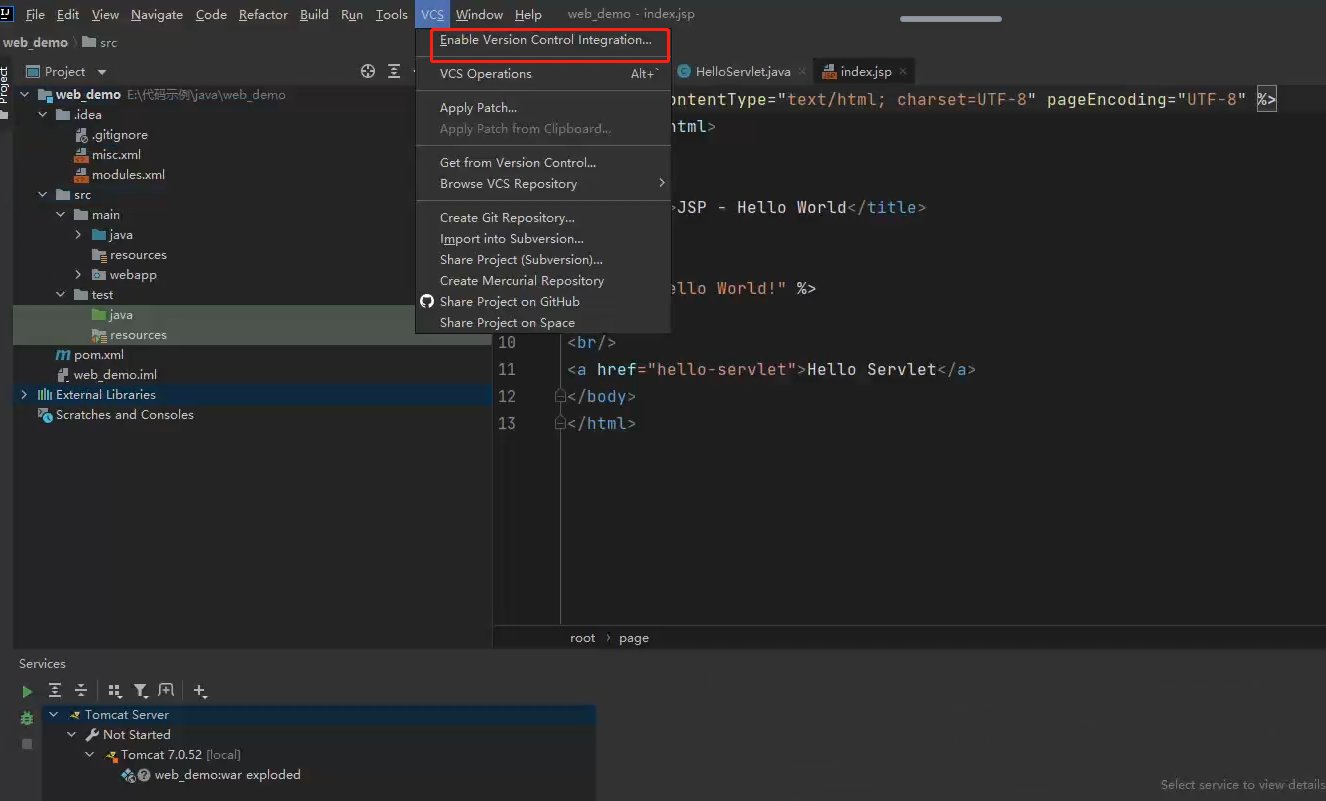 File Edit View Navigate Code Refactor Build Run Tools VCS Window Help web_demo - index.jsp
web_demo src
Project
Project
web_demo E:\代码示例\java\web_demo
.idea
.gitignore
misc.xml
modules.xml
src
main
java
resources
webapp
test
java
resources
pom.xml
web_demo.iml
External Libraries
Scratches and Consoles
Enable Version Control Integration...
VCS Operations Alt+`
Apply Patch...
Apply Patch from Clipboard...
Get from Version Control...
Browse VCS Repository
Create Git Repository...
Import into Subversion...
Share Project (Subversion)...
Create Mercurial Repository
Share Project on GitHub
Share Project on Space
HelloServlet.java index.jsp
ontentType="text/html; charset=UTF-8" pageEncoding="UTF-8" %>
html>
>JSP - Hello World</title>
ello World!" %>
10 <br/>
11 <a href="hello-servlet">Hello Servlet</a>
12 </body>
13 </html>
root › page
Services
Tomcat Server
Not Started
Tomcat 7.0.52 [local]
web_demo:war exploded
Select service to view details